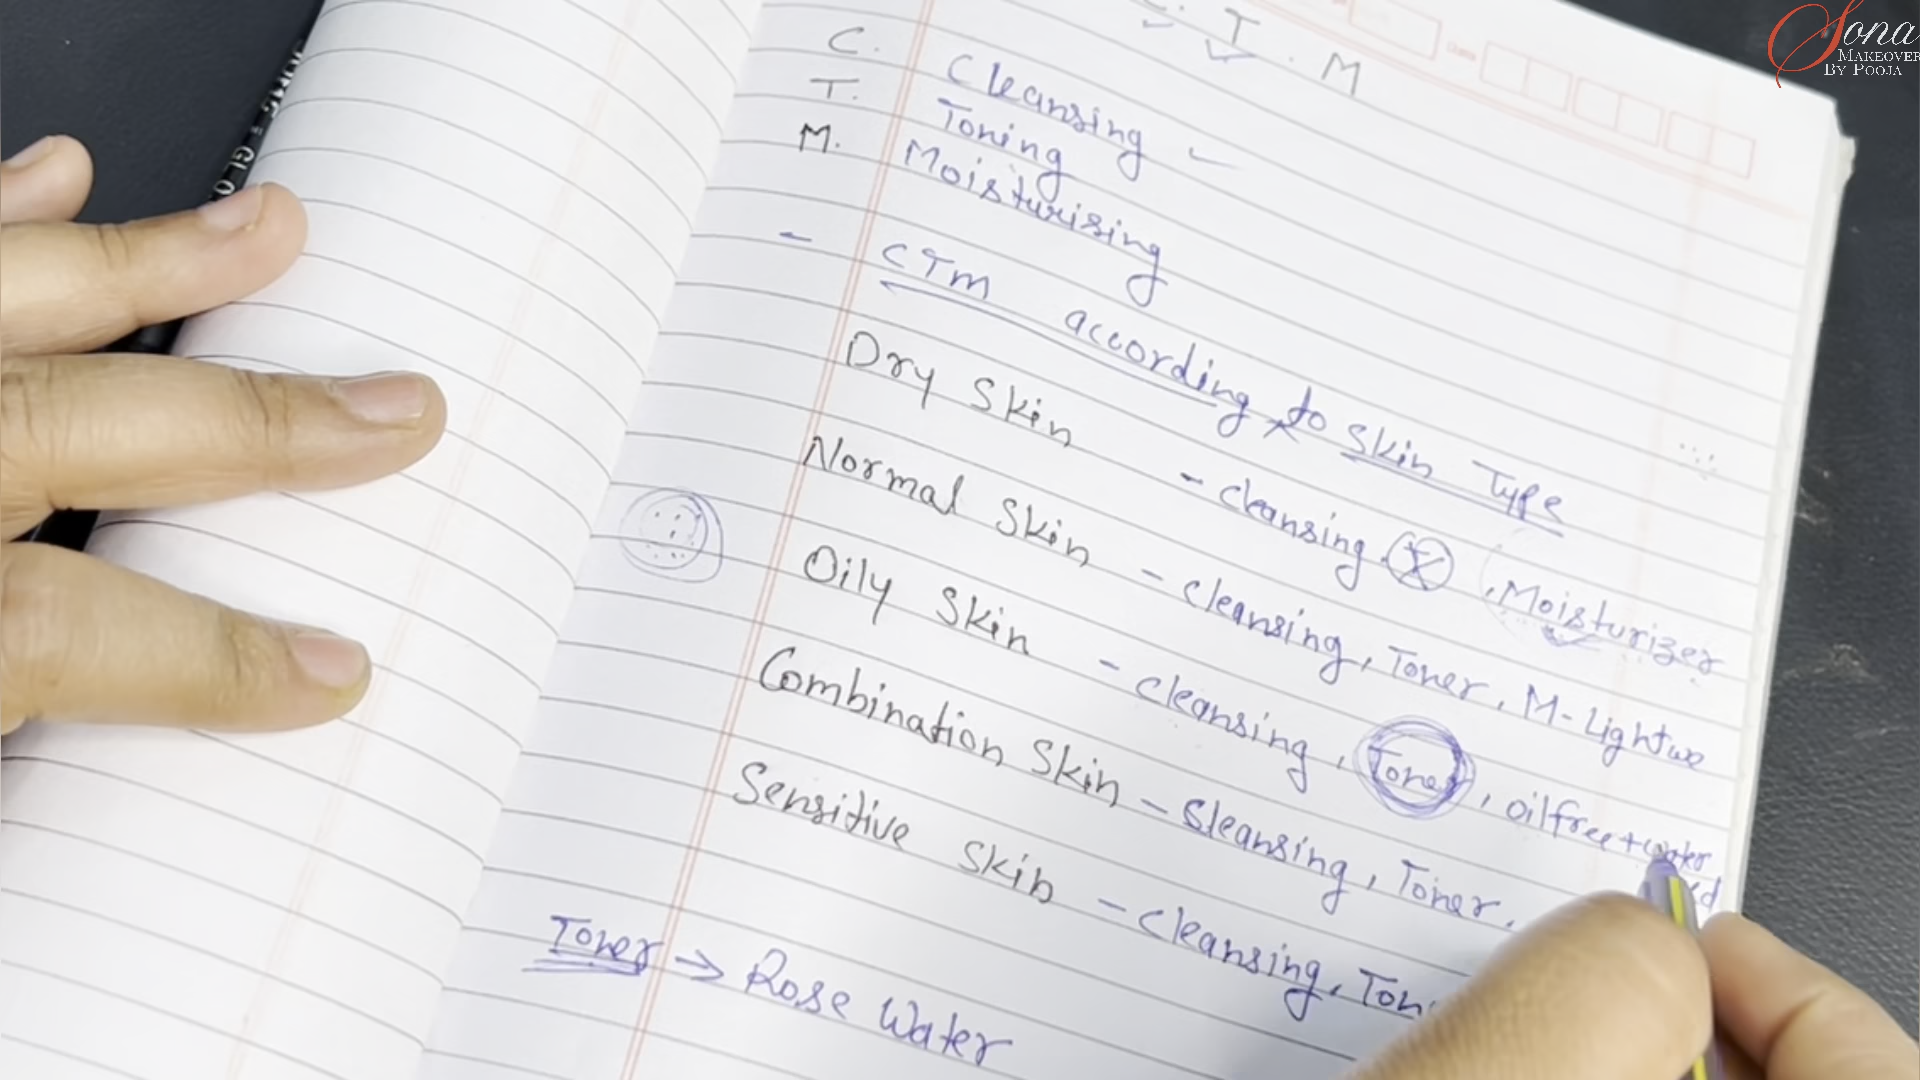 Sona
MAKEOVER
BY POOJA
T. M
C. Cleansing
T. Toning
M. Moisturising
- CTM according to Skin Type
Dry Skin - cleansing, Moisturizer
Normal Skin - cleansing, Toner, M-Lightwe
Oily Skin - cleansing, Toner, oilfree + water
Combination Skin - Sleansing, Toner,
Sensitive Skin - cleansing, Ton
Toner → Rose Water